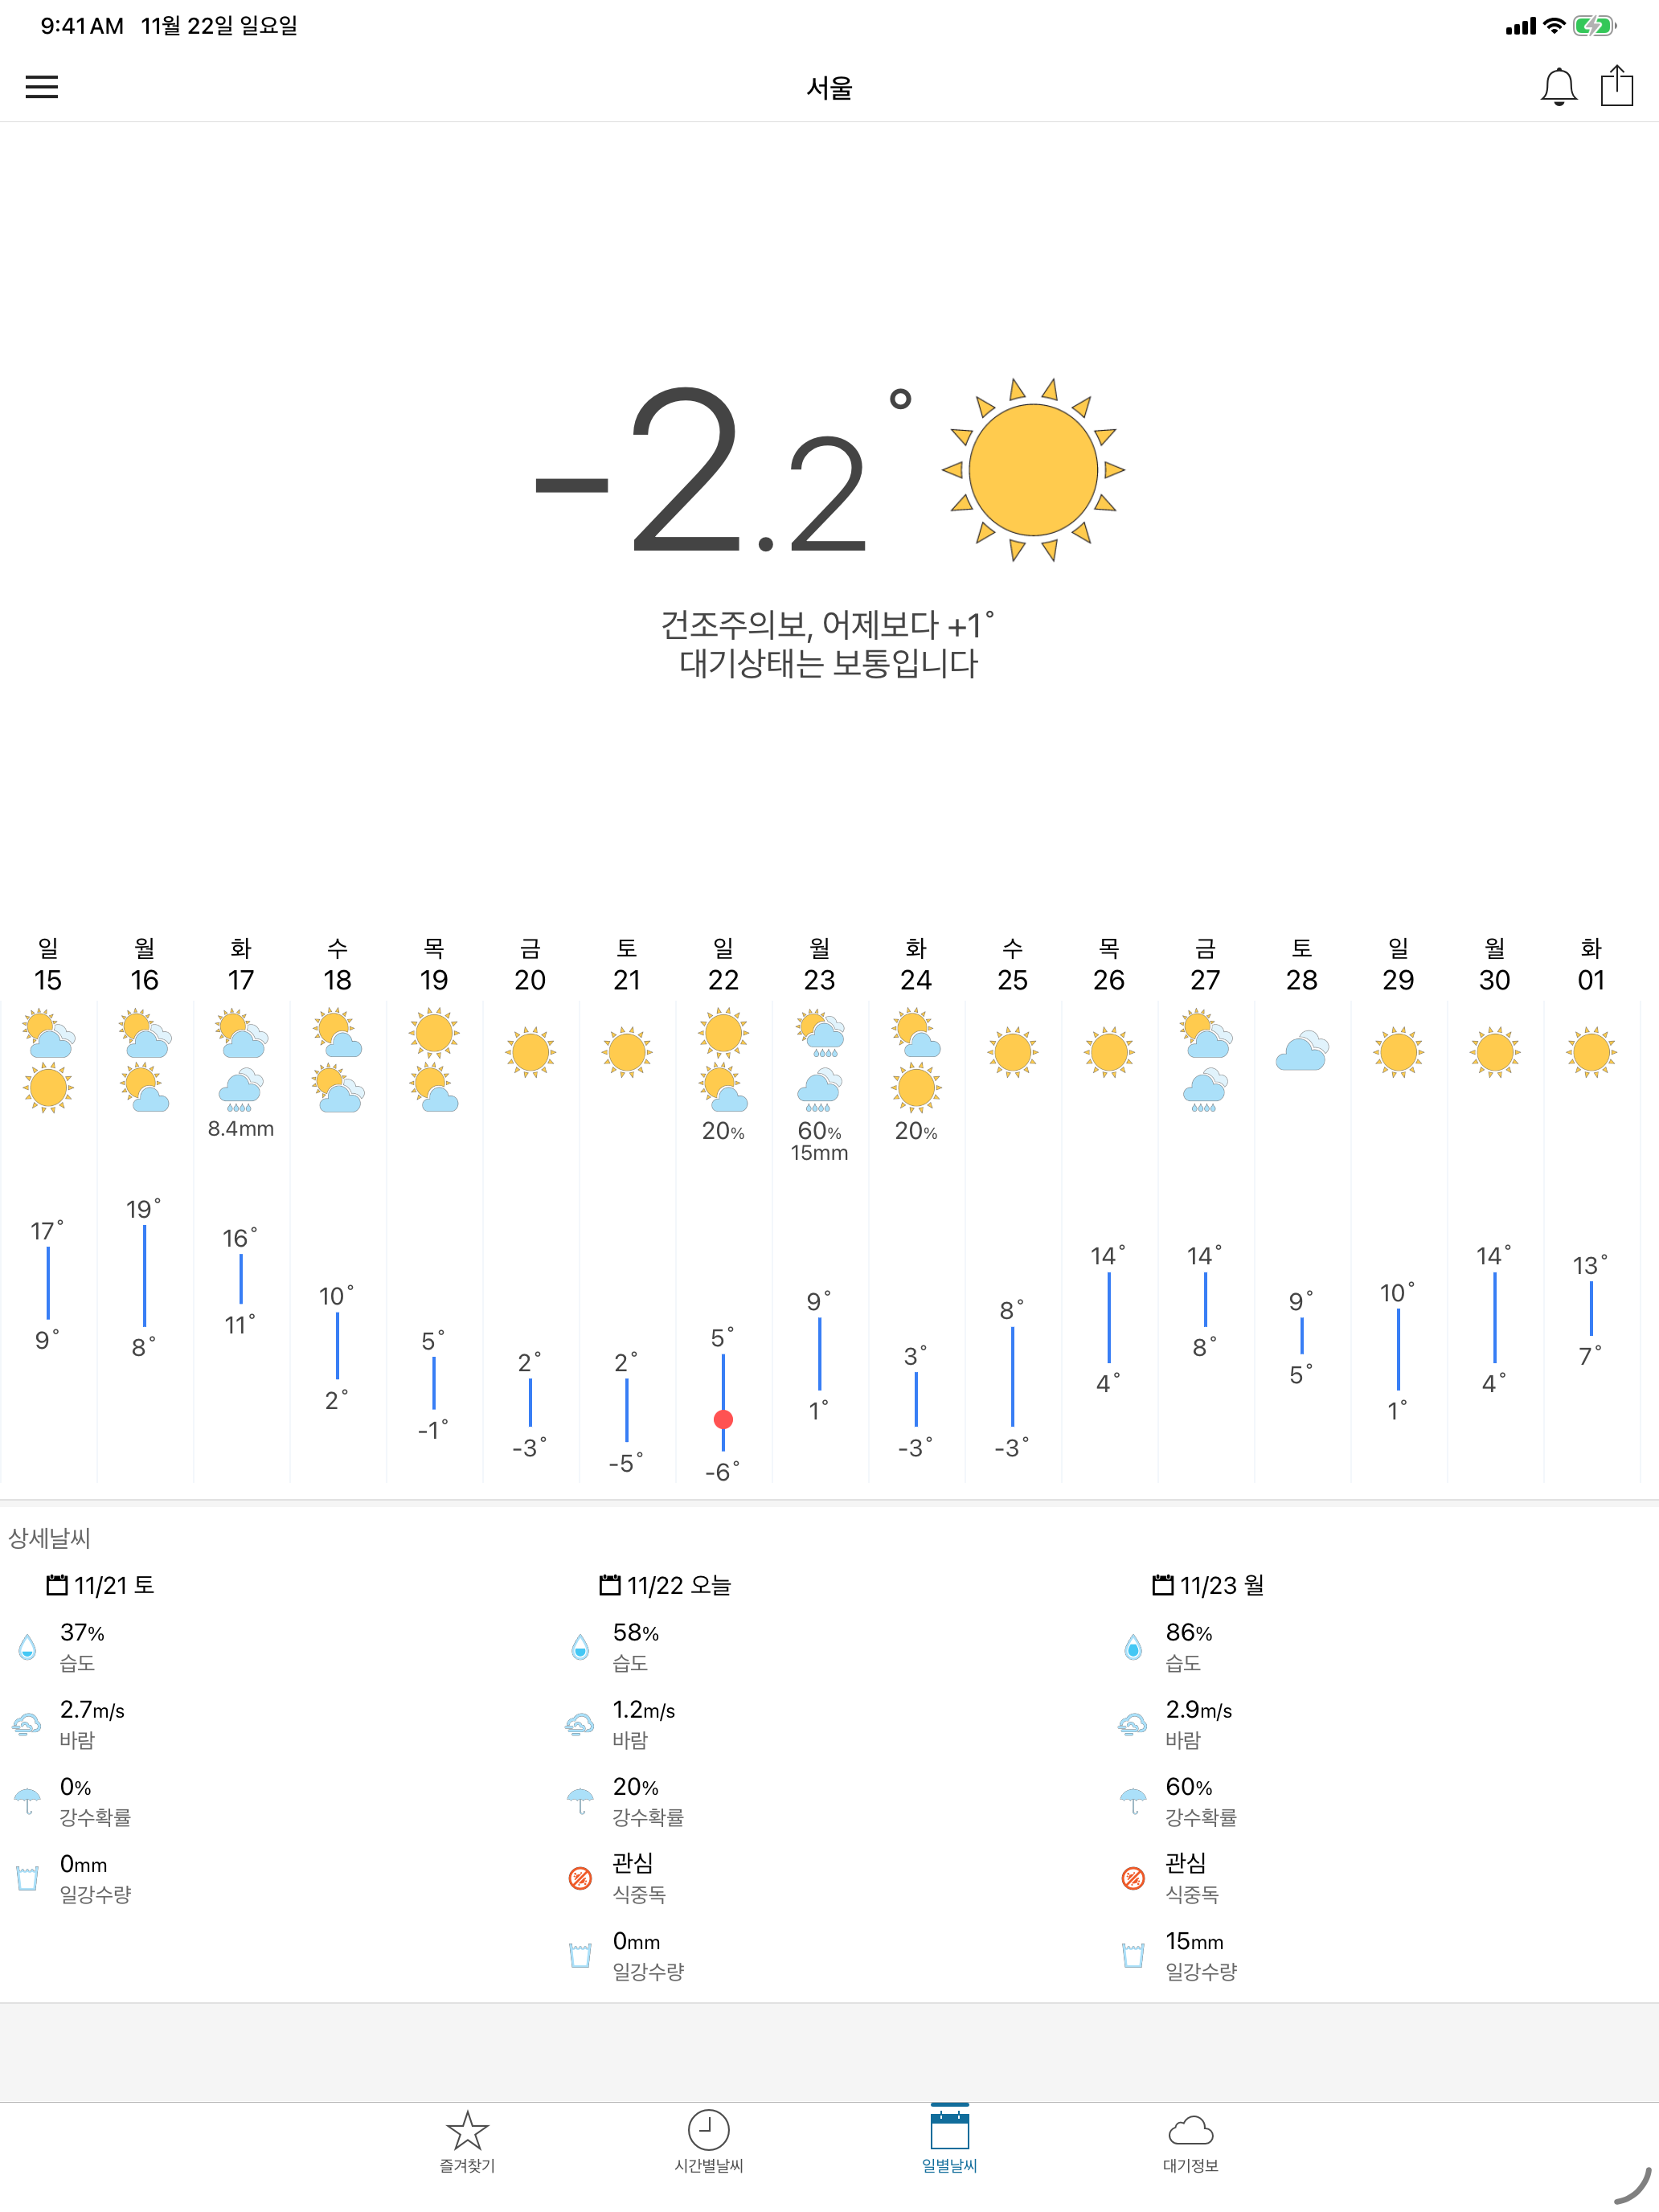 9:41 AM 11월 22일 일요일
서울
-2.2°
건조주의보, 어제보다 +1°
대기상태는 보통입니다
일 월 화 수 목 금 토 일 월 화 수 목 금 토 일 월 화
15 16 17 18 19 20 21 22 23 24 25 26 27 28 29 30 01
8.4mm 20% 60% 20%
15mm
17° 19° 16° 10° 5° 2° 2° 5° 9° 3° 8° 14° 14° 9° 10° 14° 13°
9° 8° 11° 2° -1° -3° -5° -6° 1° -3° -3° 4° 8° 5° 1° 4° 7°
상세날씨
11/21 토
37%
습도
2.7m/s
바람
0%
강수확률
0mm
일강수량
11/22 오늘
58%
습도
1.2m/s
바람
20%
강수확률
관심
식중독
0mm
일강수량
11/23 월
86%
습도
2.9m/s
바람
60%
강수확률
관심
식중독
15mm
일강수량
즐겨찾기 시간별날씨 일별날씨 대기정보